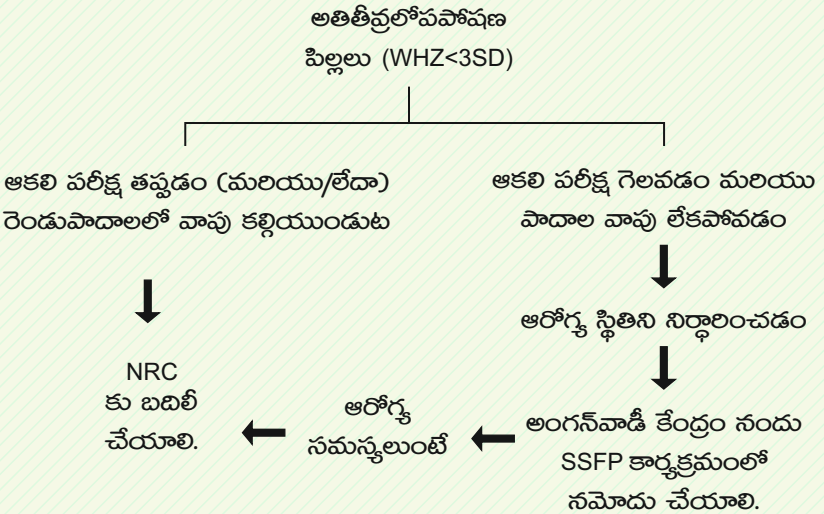 అతితీవ్రలోపపోషణ
పిల్లలు (WHZ<3SD)
ఆకలి పరీక్ష తప్పడం (మరియు/లేదా)
రెండుపాదాలలో వాపు కల్గియుండుట
ఆకలి పరీక్ష గెలవడం మరియు
పాదాల వాపు లేకపోవడం
ఆరోగ్య స్థితిని నిర్ధారించడం
అంగన్‌వాడీ కేంద్రం నందు
SSFP కార్యక్రమంలో
నమోదు చేయాలి.
ఆరోగ్య
సమస్యలుంటే
NRC
కు బదిలీ
చేయాలి.